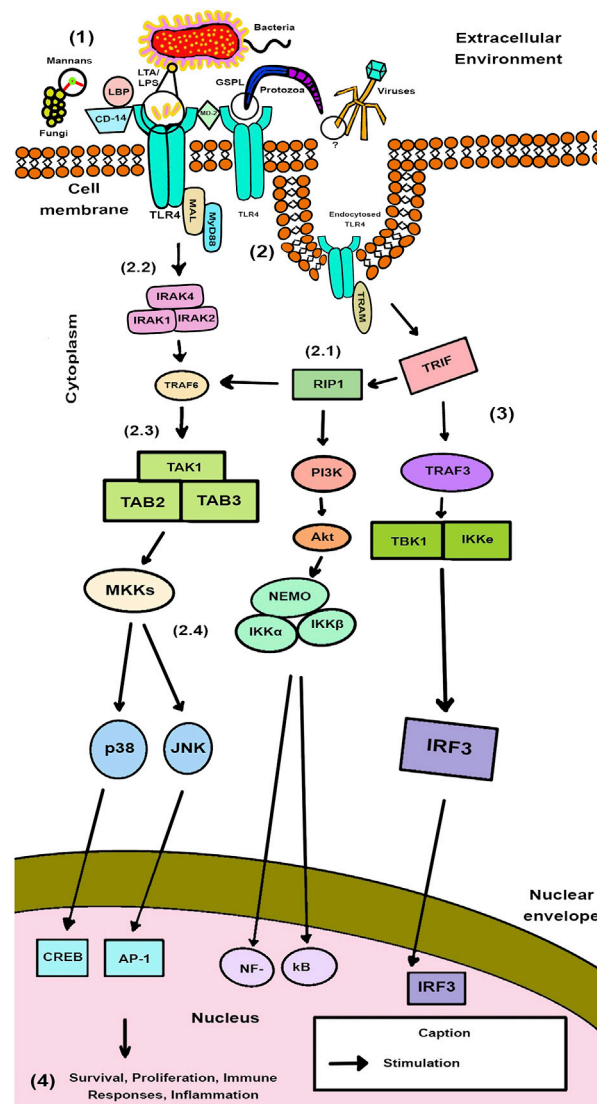 (1)
Bacteria
Extracellular
Environment
Mannans
LTA/
LPS
GSPL
Protozoa
LBP
Viruses
CD-14
MD-2
Fungi
?
Cell
membrane
TLR4
MAL
MyD88
TLR4
Endocytosed
TLR4
(2)
TRAM
(2.2)
IRAK4
IRAK1
IRAK2
Cytoplasm
(2.1)
TRIF
TRAF6
RIP1
(3)
(2.3)
TAK1
TAB2
TAB3
PI3K
TRAF3
Akt
TBK1
IKKe
MKKs
NEMO
IKKα
IKKβ
(2.4)
p38
JNK
IRF3
Nuclear
envelope
CREB
AP-1
NF-
kB
IRF3
Nucleus
Caption
Stimulation
(4)
Survival, Proliferation, Immune
Responses, Inflammation